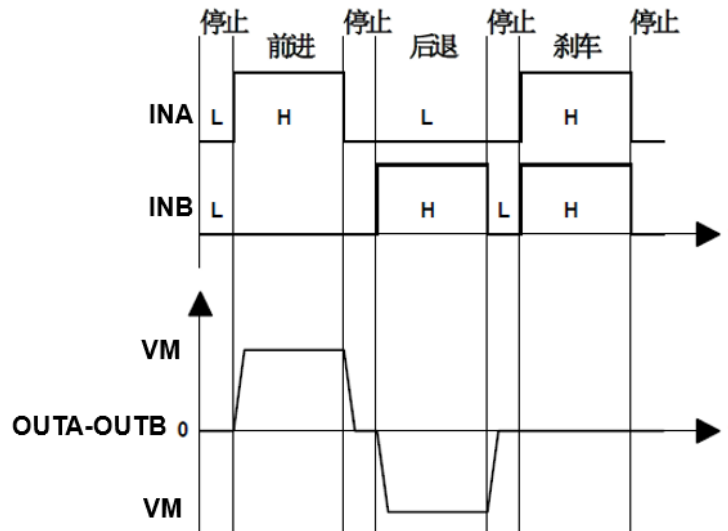 停止 停止 停止 停止
前进 后退 刹车
INA L H L H
INB L H L H
VM
OUTA-OUTB 0
VM